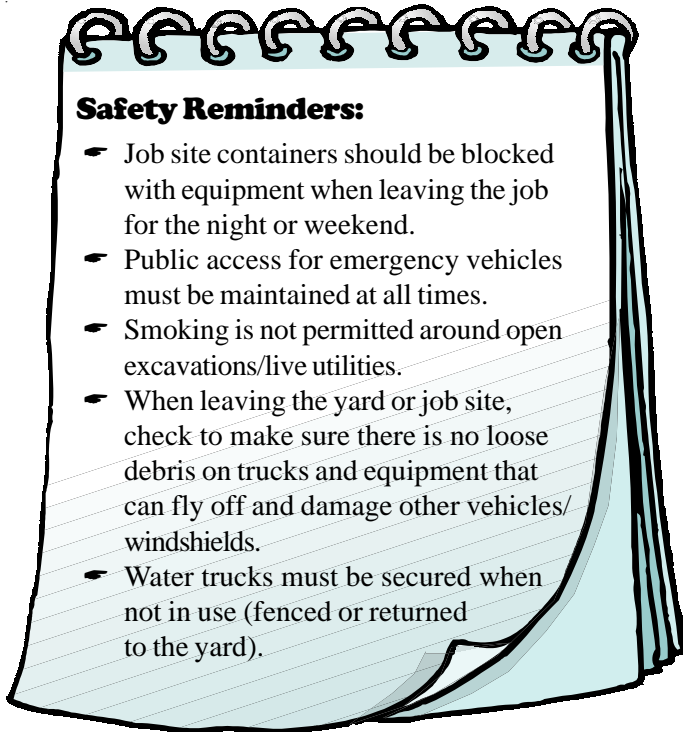 Safety Reminders:
☛ Job site containers should be blocked
with equipment when leaving the job
for the night or weekend.
☛ Public access for emergency vehicles
must be maintained at all times.
☛ Smoking is not permitted around open
excavations/live utilities.
☛ When leaving the yard or job site,
check to make sure there is no loose
debris on trucks and equipment that
can fly off and damage other vehicles/
windshields.
☛ Water trucks must be secured when
not in use (fenced or returned
to the yard).